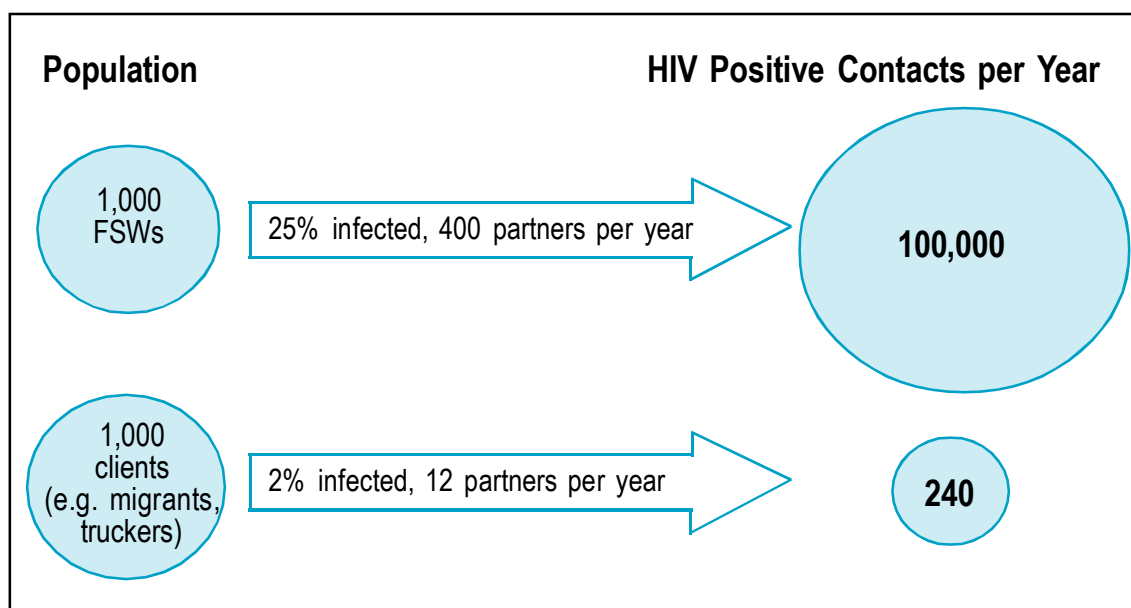 Population
HIV Positive Contacts per Year
1,000
FSWs
25% infected, 400 partners per year
100,000
1,000
clients
(e.g. migrants,
truckers)
2% infected, 12 partners per year
240